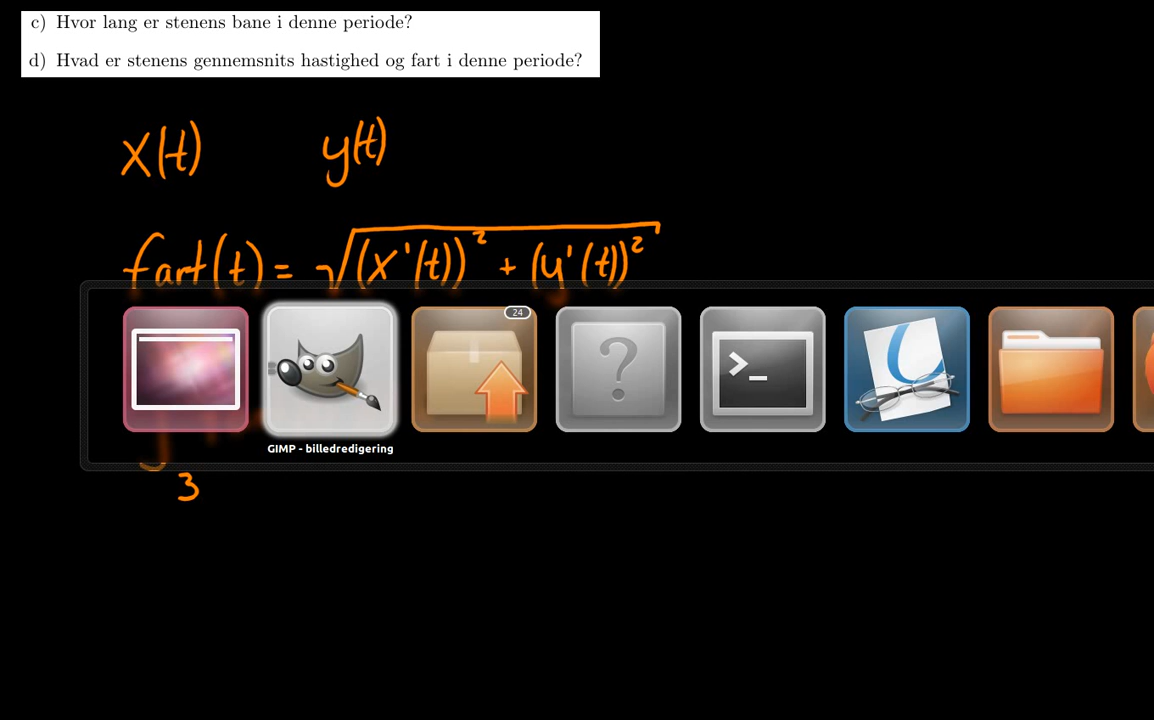 c) Hvor lang er stenens bane i denne periode?
d) Hvad er stenens gennemsnits hastighed og fart i denne periode?
x(t) y(t)
fart(t) = √(x'(t))² + (y'(t))²
24
>_
GIMP - billedredigering
3